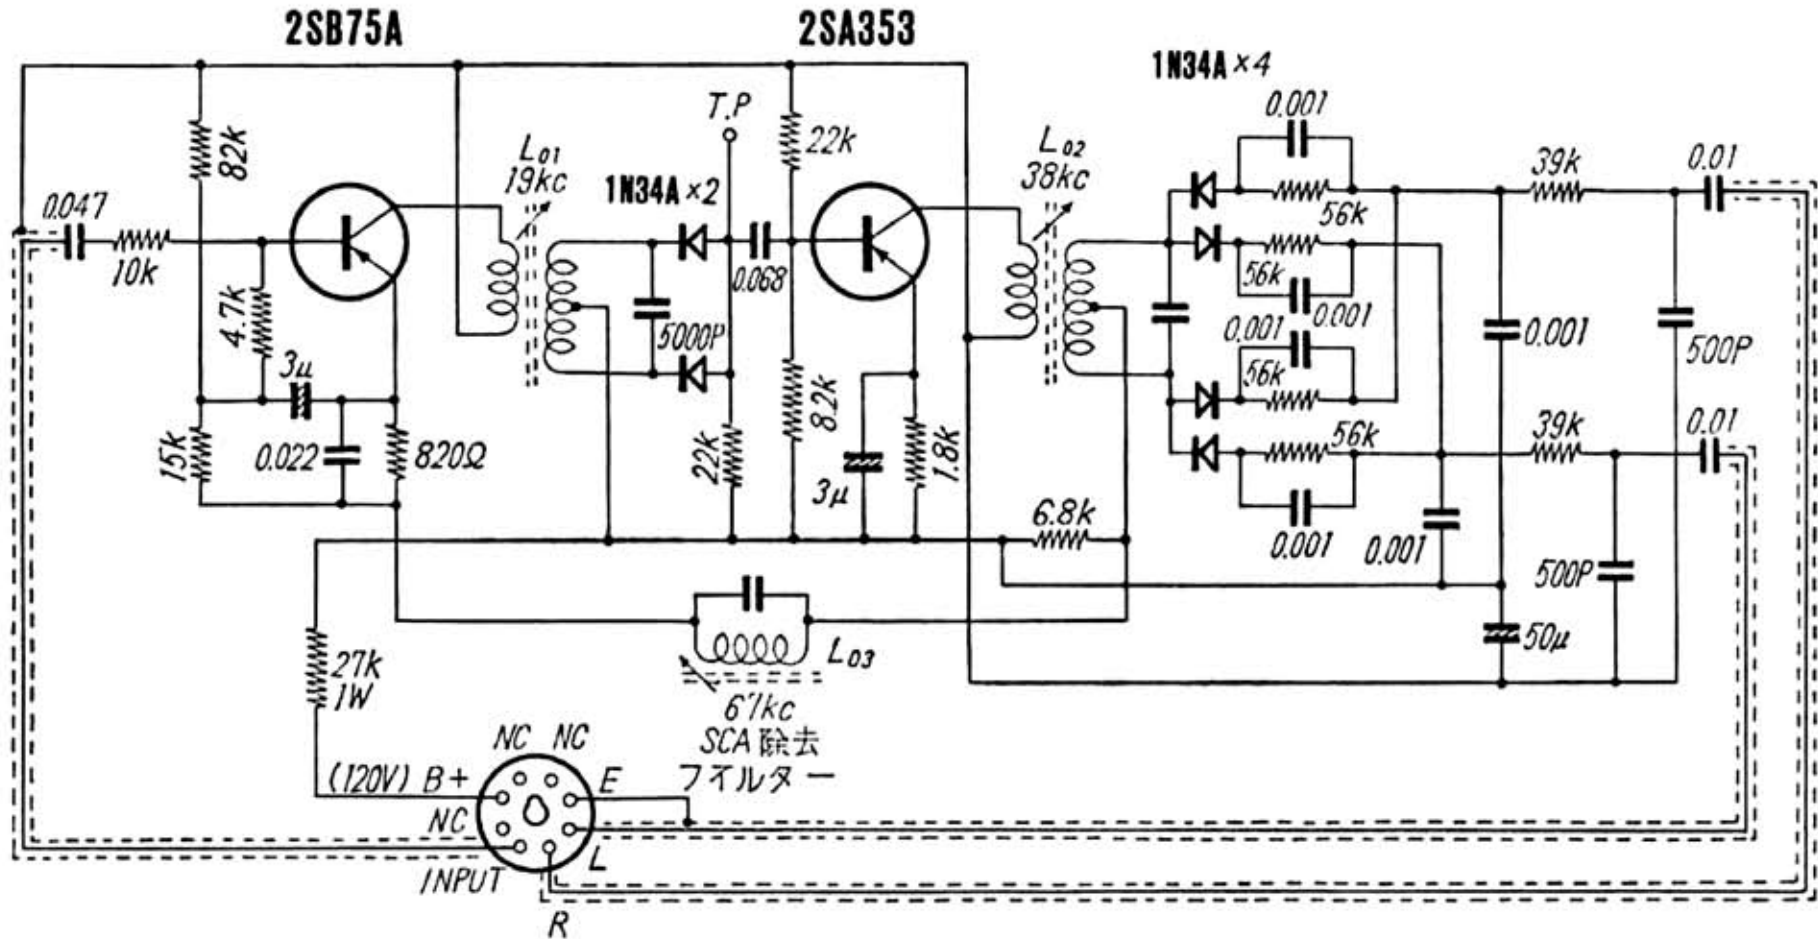 2SB75A
2SA353
1N34A×4
T.P
0.001
82k
22k
L01
19kc
L02
38kc
39k
0.01
1N34A×2
0.047
10k
56k
0.068
56k
0.001
4.7k
5000P
0.001
0.001
500P
3μ
56k
8.2k
15k
0.022
820Ω
22k
3μ
1.8k
56k
39k
0.01
6.8k
0.001
0.001
500P
27k
1W
L03
50μ
67kc
SCA 除去
フイルター
NC NC
(120V) B+
E
NC
L
INPUT
R